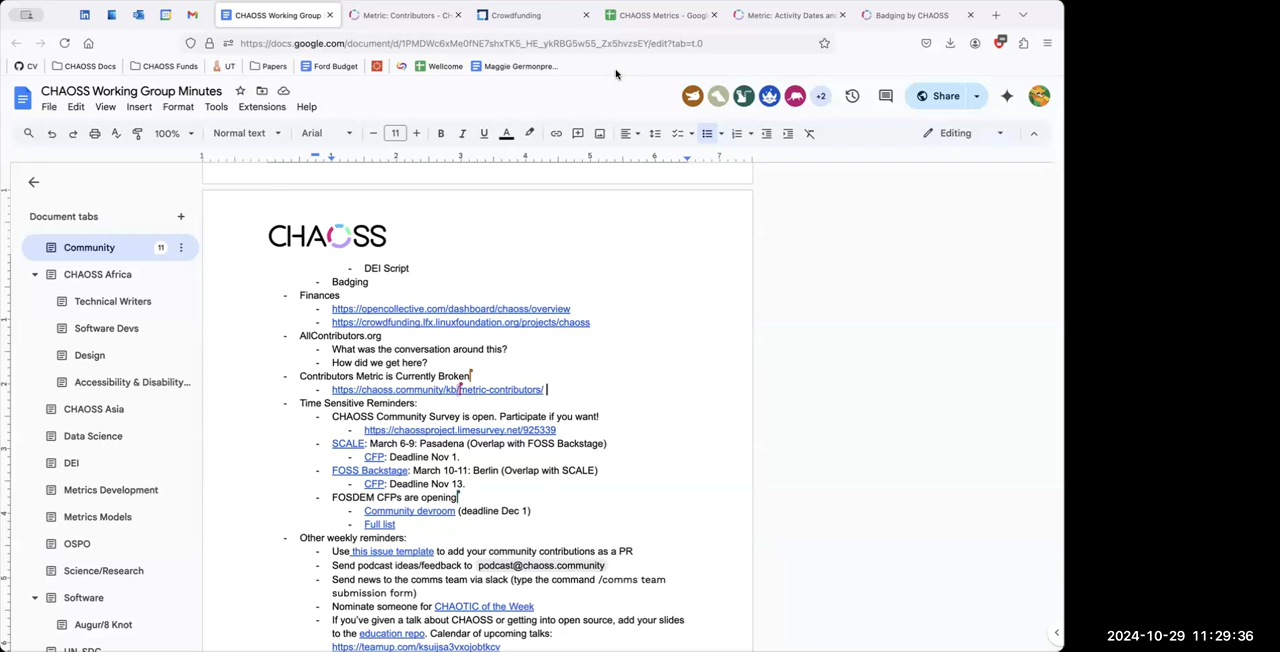 CHAOSS Working Group
Metric: Contributors - CH
Crowdfunding
CHAOSS Metrics - Googl
Metric: Activity Dates and
Badging by CHAOSS
https://docs.google.com/document/d/1PMDWc6xMe0fNE7shxTK5_HE_ykRBG5w55_Zx5hvzsEY/edit?tab=t.0
CV
CHAOSS Docs
CHAOSS Funds
UT
Papers
Ford Budget
Wellcome
Maggie Germonpre...
CHAOSS Working Group Minutes
File Edit View Insert Format Tools Extensions Help
+2
Share
100%
Normal text
Arial
11
Editing
1 1 2 3 4 5 6 7
Document tabs
Community 11
CHAOSS Africa
Technical Writers
Software Devs
Design
Accessibility & Disability...
CHAOSS Asia
Data Science
DEI
Metrics Development
Metrics Models
OSPO
Science/Research
Software
Augur/8 Knot
UN-SDG
CHAOSS
- DEI Script
- Badging
- Finances
- https://opencollective.com/dashboard/chaoss/overview
- https://crowdfunding.lfx.linuxfoundation.org/projects/chaoss
- AllContributors.org
- What was the conversation around this?
- How did we get here?
- Contributors Metric is Currently Broken
- https://chaoss.community/kb/metric-contributors/
- Time Sensitive Reminders:
- CHAOSS Community Survey is open. Participate if you want!
- https://chaossproject.limesurvey.net/925339
- SCALE: March 6-9: Pasadena (Overlap with FOSS Backstage)
- CFP: Deadline Nov 1.
- FOSS Backstage: March 10-11: Berlin (Overlap with SCALE)
- CFP: Deadline Nov 13.
- FOSDEM CFPs are opening
- Community devroom (deadline Dec 1)
- Full list
- Other weekly reminders:
- Use this issue template to add your community contributions as a PR
- Send podcast ideas/feedback to podcast@chaoss.community
- Send news to the comms team via slack (type the command /comms team
submission form)
- Nominate someone for CHAOTIC of the Week
- If you've given a talk about CHAOSS or getting into open source, add your slides
to the education repo. Calendar of upcoming talks:
https://teamup.com/ksuijsa3vxojobtkcv
2024-10-29 11:29:36